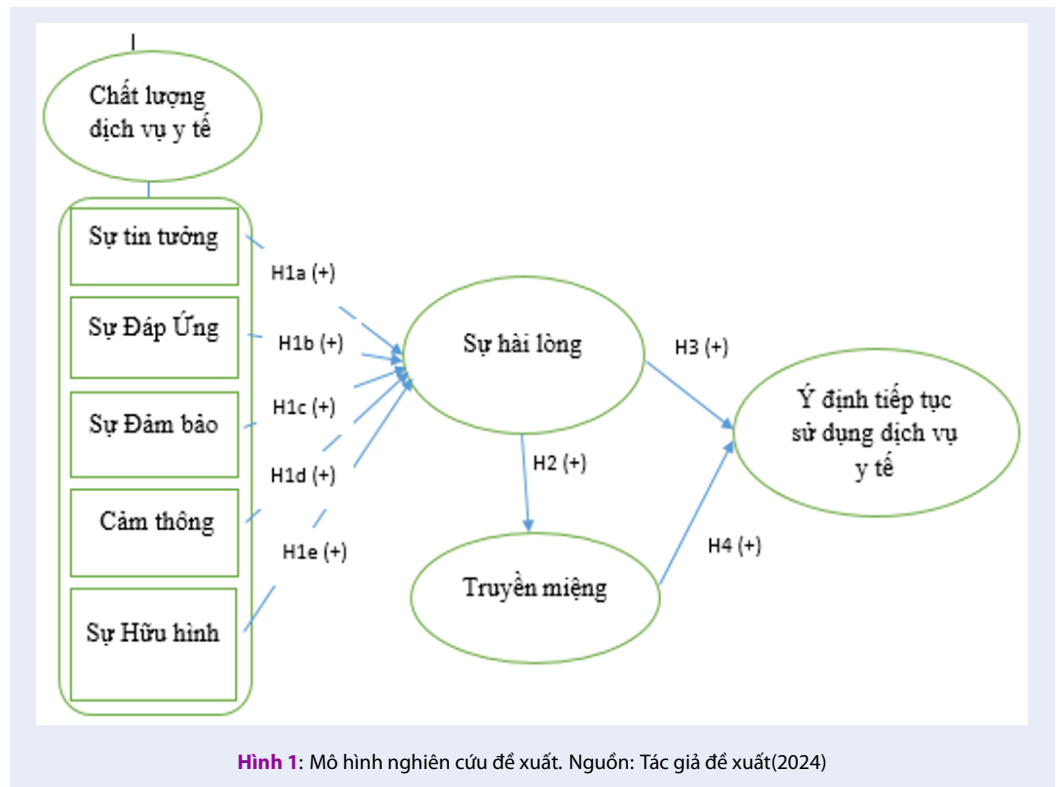 Chất lượng
dịch vụ y tế
Sự tin tưởng
H1a (+)
Sự Đáp Ứng
H1b (+)
Sự Đảm bảo
H1c (+)
Cảm thông
H1d (+)
Sự Hữu hình
H1e (+)
Sự hài lòng
H2 (+)
Truyền miệng
H3 (+)
H4 (+)
Ý định tiếp tục
sử dụng dịch vụ
y tế
Hình 1: Mô hình nghiên cứu đề xuất. Nguồn: Tác giả đề xuất(2024)